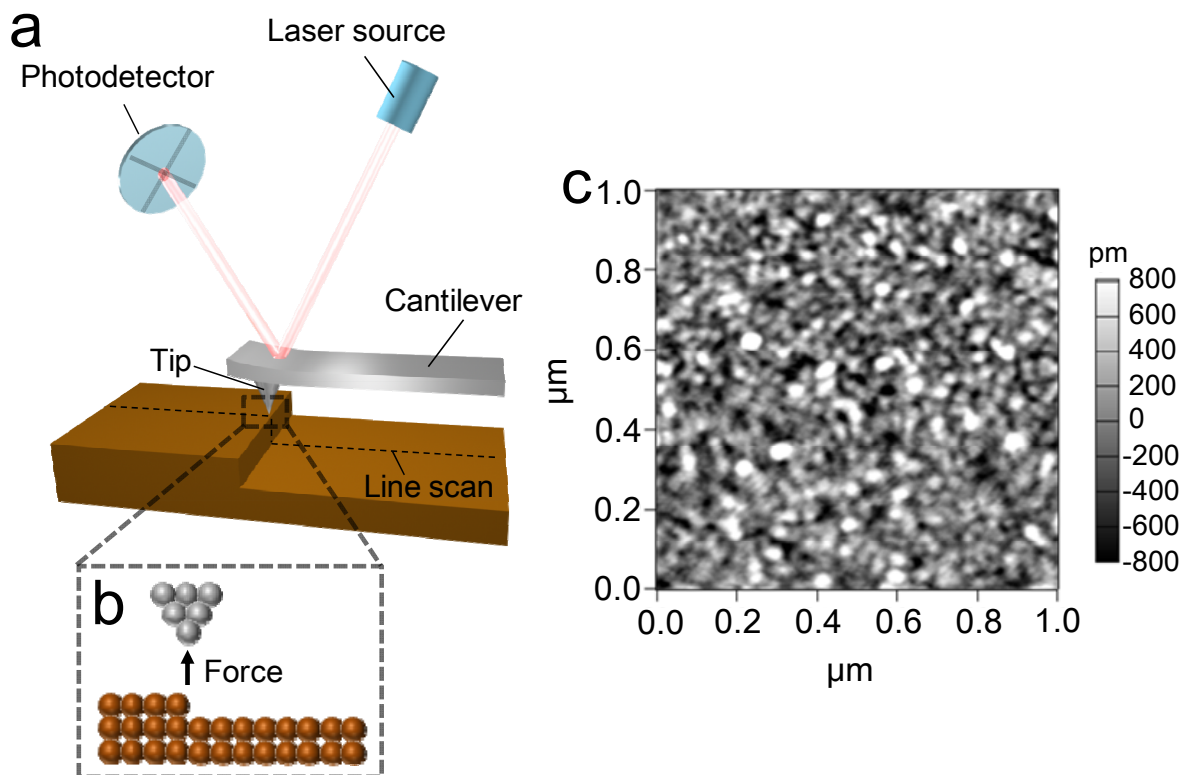 a
Laser source
Photodetector
Cantilever
Tip
Line scan
b
Force
c
1.0
0.8
0.6
0.4
0.2
0.0
µm
0.0 0.2 0.4 0.6 0.8 1.0
µm
pm
800
600
400
200
0
-200
-400
-600
-800